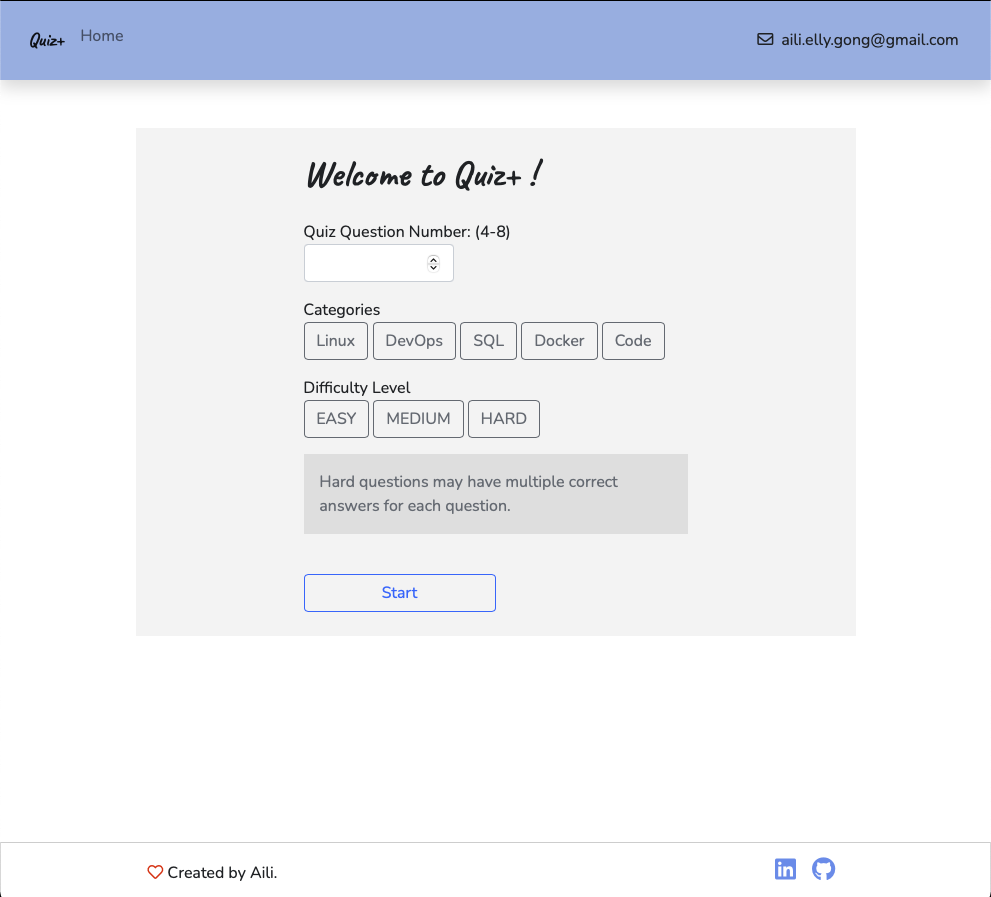 Quiz+ Home aili.elly.gong@gmail.com
Welcome to Quiz+ !
Quiz Question Number: (4-8)
Categories
Linux DevOps SQL Docker Code
Difficulty Level
EASY MEDIUM HARD
Hard questions may have multiple correct
answers for each question.
Start
Created by Aili.
in